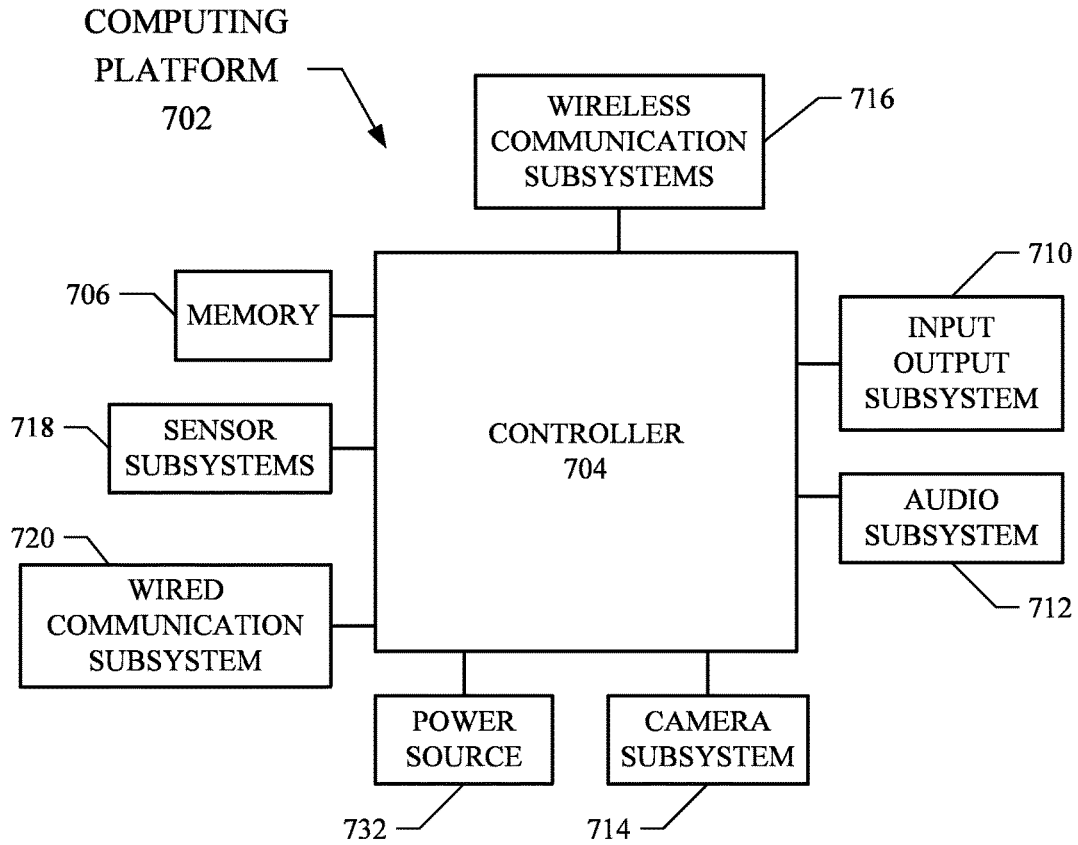 COMPUTING
PLATFORM
702
WIRELESS
COMMUNICATION
SUBSYSTEMS
716
706
MEMORY
710
INPUT
OUTPUT
SUBSYSTEM
718
SENSOR
SUBSYSTEMS
CONTROLLER
704
AUDIO
SUBSYSTEM
712
720
WIRED
COMMUNICATION
SUBSYSTEM
POWER
SOURCE
732
CAMERA
SUBSYSTEM
714